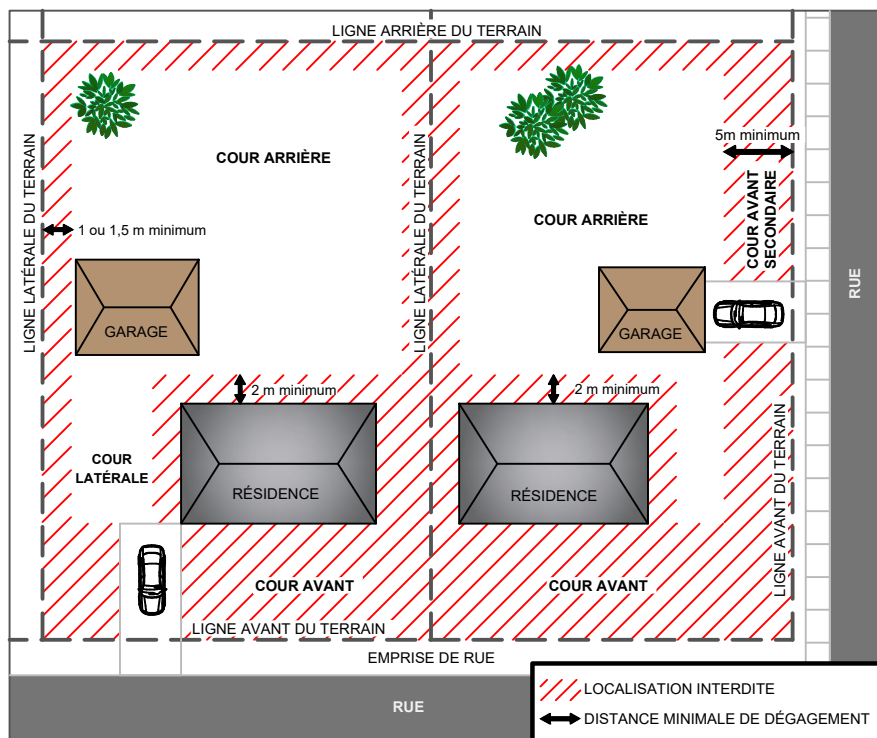 LIGNE ARRIÈRE DU TERRAIN
LIGNE LATÉRALE DU TERRAIN
COUR ARRIÈRE
1 ou 1,5 m minimum
GARAGE
2 m minimum
COUR
LATÉRALE
RÉSIDENCE
COUR AVANT
LIGNE AVANT DU TERRAIN
LIGNE LATÉRALE DU TERRAIN
5m minimum
COUR ARRIÈRE
COUR AVANT
SECONDAIRE
GARAGE
2 m minimum
RÉSIDENCE
COUR AVANT
LIGNE AVANT DU TERRAIN
RUE
EMPRISE DE RUE
RUE
LOCALISATION INTERDITE
DISTANCE MINIMALE DE DÉGAGEMENT